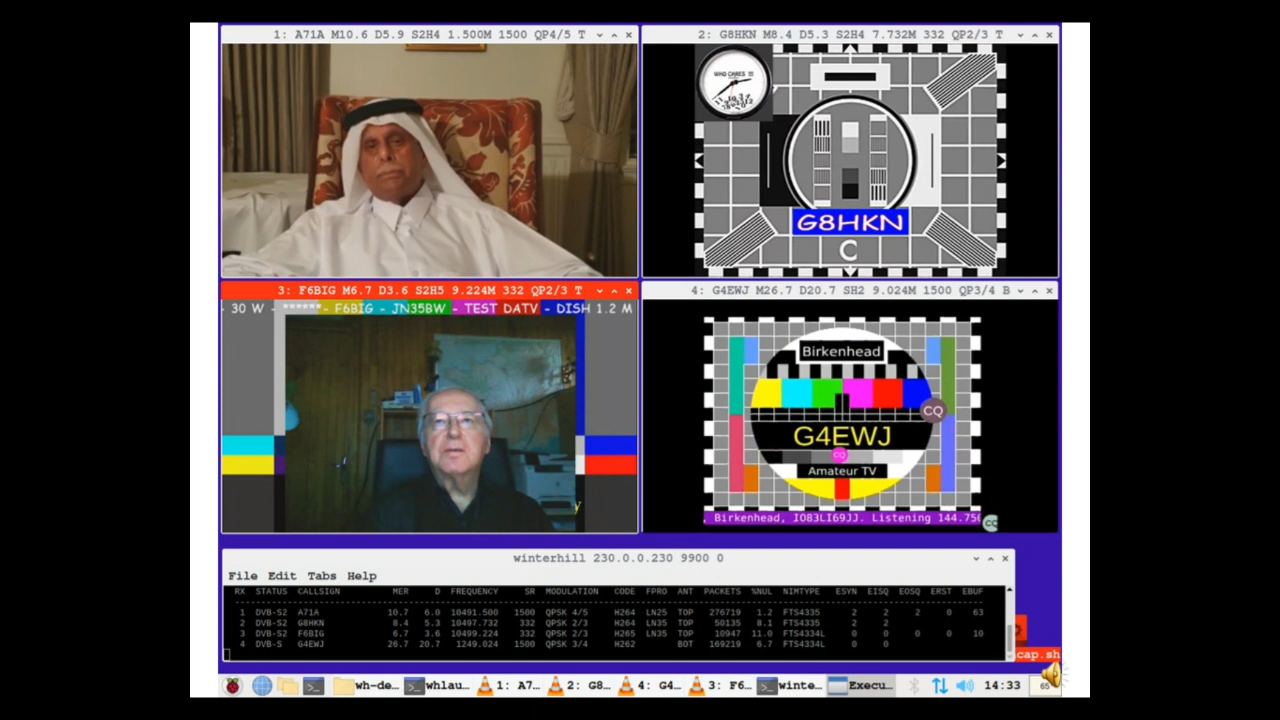 1: A71A M10.6 D5.9 S2H4 1.500M 1500 QP4/5 T
2: G8HKN M8.4 D5.3 S2H4 7.732M 332 QP2/3 T
WHO CARES
G8HKN
C
3: F6BIG M6.7 D3.6 S2H5 9.224M 332 QP2/3 T
- 30 W - ****** - F6BIG - JN35BW - TEST DATV - DISH 1.2 M
4: G4EWJ M26.7 D20.7 SH2 9.024M 1500 QP3/4 B
Birkenhead
CQ
G4EWJ
CQ
Amateur TV
, Birkenhead, IO83LI69JJ. Listening 144.750
winterhill 230.0.0.230 9900 0
File Edit Tabs Help
RX STATUS CALLSIGN MER D FREQUENCY SR MODULATION CODE FPRO ANT PACKETS %NUL NIMTYPE ESYN EISQ EOSQ ERST EBUF
1 DVB-S2 A71A 10.7 6.0 10491.500 1500 QPSK 4/5 H264 LN25 TOP 276719 1.2 FTS4335 2 2 2 0 63
2 DVB-S2 G8HKN 8.4 5.3 10497.732 332 QPSK 2/3 H264 LN35 TOP 50135 8.1 FTS4335 2 2
3 DVB-S2 F6BIG 6.7 3.6 10499.224 332 QPSK 2/3 H265 LN35 TOP 10947 11.0 FTS4334L 0 0 0 0 10
4 DVB-S G4EWJ 26.7 20.7 1249.024 1500 QPSK 3/4 H262 BOT 169219 6.7 FTS4334L 0 0
cap.sh
wh-de... whlau... 1: A7... 2: G8... 4: G4... 3: F6... winte... Execu... 14:33 65